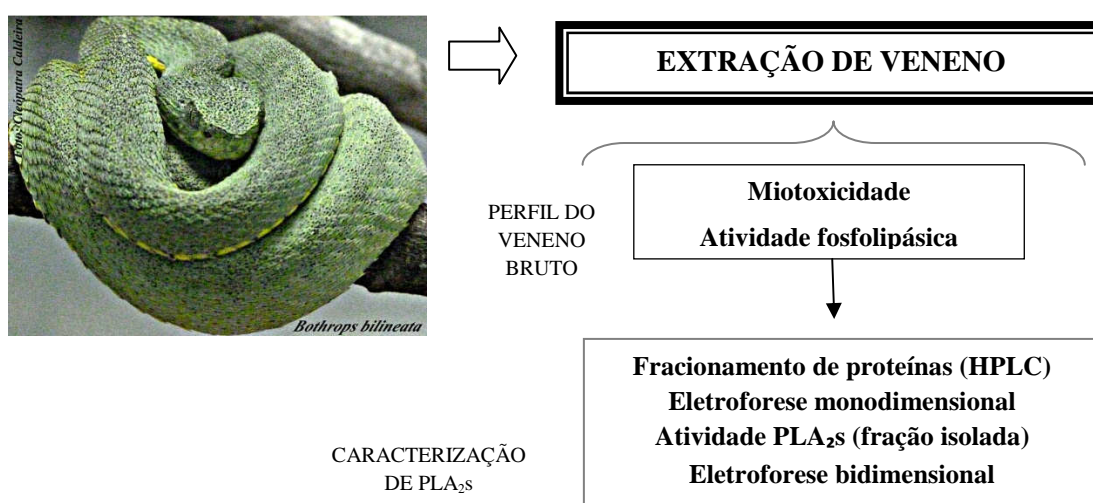 Foto: Cleópatra Caldeira
Bothrops bilineata
EXTRAÇÃO DE VENENO
PERFIL DO
VENENO
BRUTO
Miotoxicidade
Atividade fosfolipásica
CARACTERIZAÇÃO
DE PLA₂s
Fracionamento de proteínas (HPLC)
Eletroforese monodimensional
Atividade PLA₂s (fração isolada)
Eletroforese bidimensional